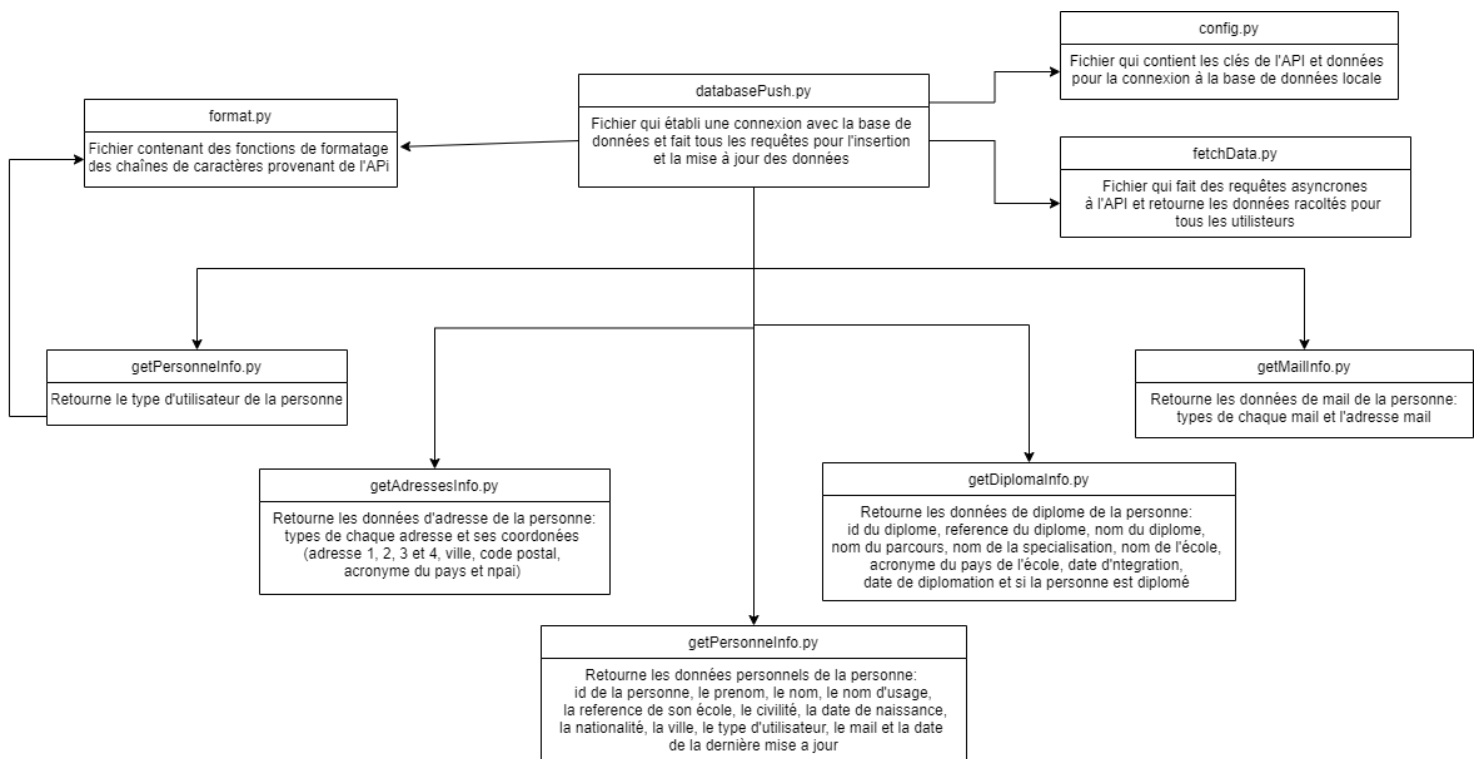 config.py
Fichier qui contient les clés de l'API et données
pour la connexion à la base de données locale
databasePush.py
Fichier qui établi une connexion avec la base de
données et fait tous les requêtes pour l'insertion
et la mise à jour des données
format.py
Fichier contenant des fonctions de formatage
des chaînes de caractères provenant de l'APi
fetchData.py
Fichier qui fait des requêtes asyncrones
à l'API et retourne les données racoltés pour
tous les utilisteurs
getPersonneInfo.py
Retourne le type d'utilisateur de la personne
getMailInfo.py
Retourne les données de mail de la personne:
types de chaque mail et l'adresse mail
getAdressesInfo.py
Retourne les données d'adresse de la personne:
types de chaque adresse et ses coordonées
(adresse 1, 2, 3 et 4, ville, code postal,
acronyme du pays et npai)
getDiplomaInfo.py
Retourne les données de diplome de la personne:
id du diplome, reference du diplome, nom du diplome,
nom du parcours, nom de la specialisation, nom de l'école,
acronyme du pays de l'école, date d'ntegration,
date de diplomation et si la personne est diplomé
getPersonneInfo.py
Retourne les données personnels de la personne:
id de la personne, le prenom, le nom, le nom d'usage,
la reference de son école, le civilité, la date de naissance,
la nationalité, la ville, le type d'utilisateur, le mail et la date
de la dernière mise a jour